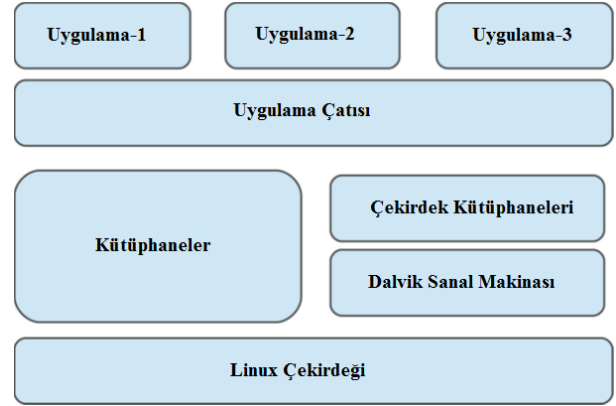 Uygulama-1
Uygulama-2
Uygulama-3
Uygulama Çatısı
Kütüphaneler
Çekirdek Kütüphaneleri
Dalvik Sanal Makinası
Linux Çekirdeği